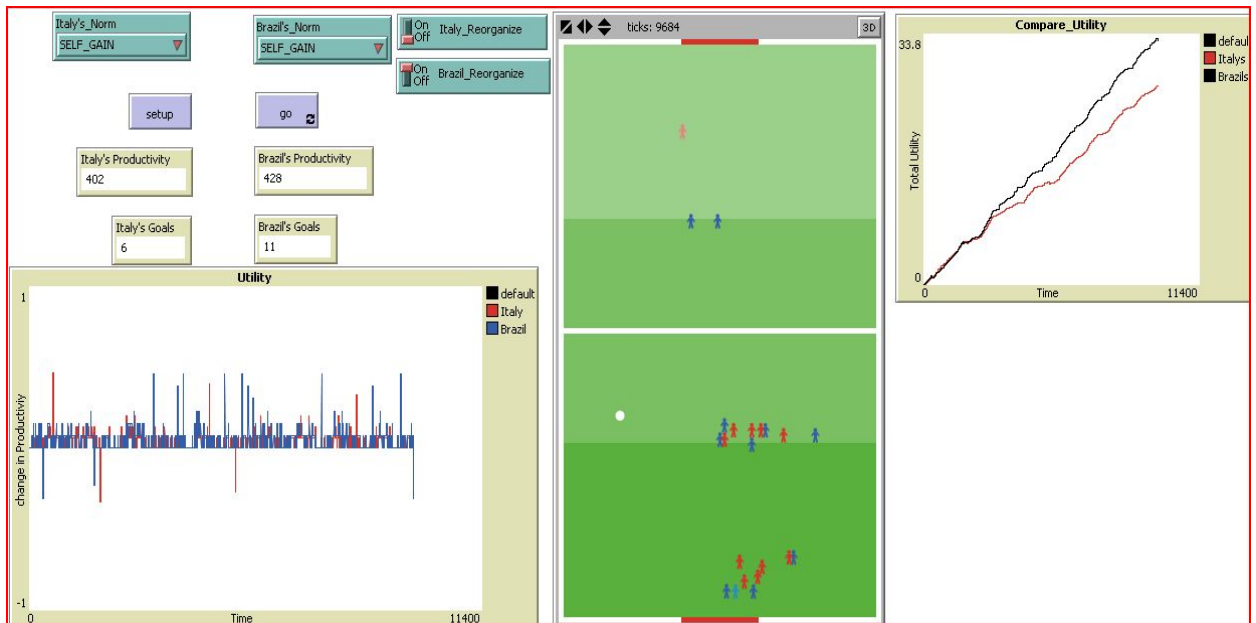 Italy's_Norm
SELF_GAIN
Brazil's_Norm
SELF_GAIN
On
Off
Italy_Reorganize
On
Off
Brazil_Reorganize
setup
go
Italy's Productivity
402
Brazil's Productivity
428
Italy's Goals
6
Brazil's Goals
11
Utility
1
change in Productiviy
-1
0
Time
11400
default
Italy
Brazil
ticks: 9684
3D
Compare_Utility
33.8
Total Utility
0
0
Time
11400
defaul
Italys
Brazils